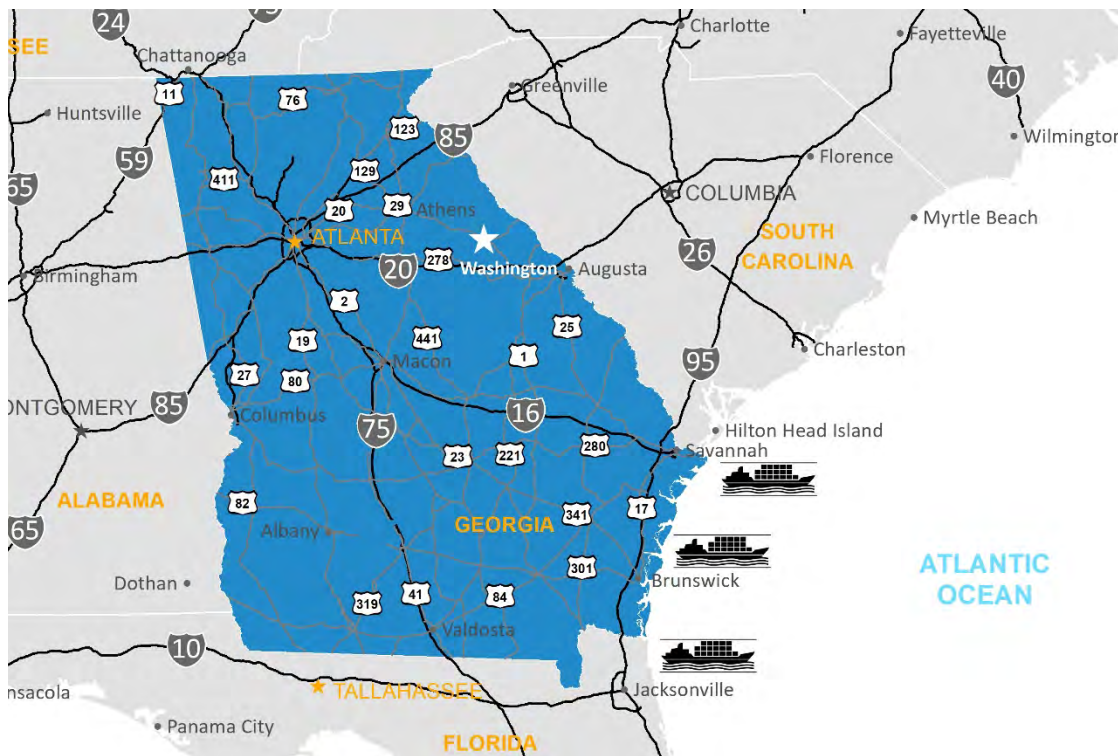 24
75
Charlotte
Fayetteville
SEE
Chattanooga
40
11
76
Greenville
Huntsville
123
85
Wilmington
59
Florence
65
411
129
20
29
Athens
COLUMBIA
Myrtle Beach
ATLANTA
SOUTH
CAROLINA
26
278
20
Washington
Augusta
Birmingham
2
25
19
441
Charleston
1
Macon
95
27
80
ONTGOMERY
85
Columbus
16
75
Hilton Head Island
280
Savannah
23
221
ALABAMA
82
17
341
GEORGIA
65
Albany
ATLANTIC
OCEAN
301
Brunswick
Dothan
41
84
319
Valdosta
10
Jacksonville
nsacola
TALLAHASSEE
Panama City
FLORIDA